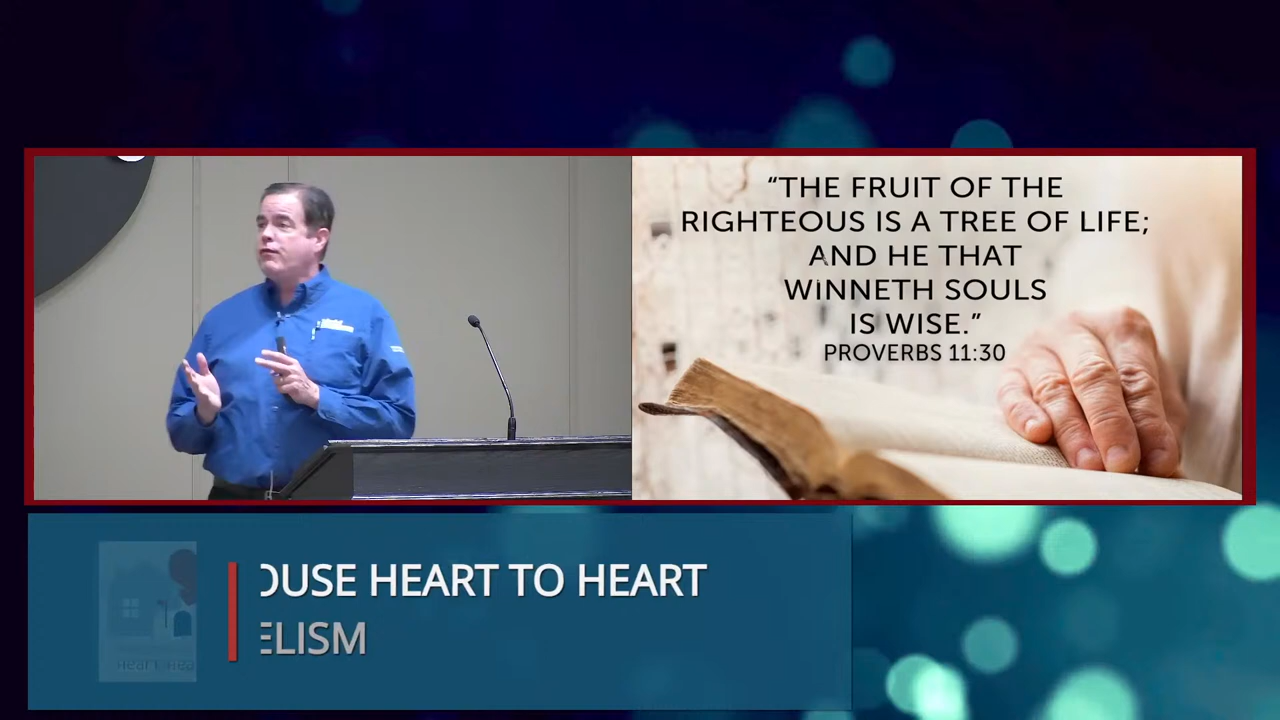 “THE FRUIT OF THE
RIGHTEOUS IS A TREE OF LIFE;
AND HE THAT
WINNETH SOULS
IS WISE.”
PROVERBS 11:30
OUSE HEART TO HEART
ELISM